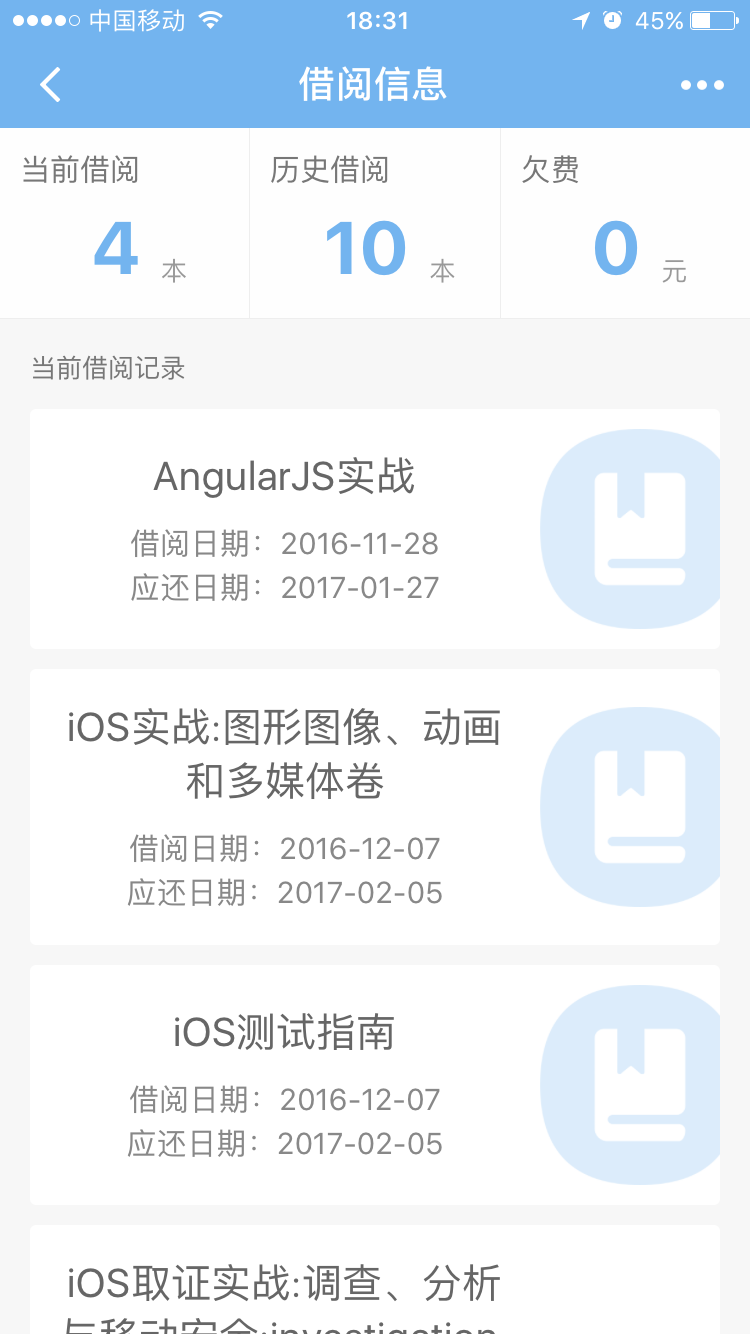 中国移动 18:31 45%
借阅信息
当前借阅 历史借阅 欠费
4 本 10 本 0 元
当前借阅记录
AngularJS实战
借阅日期：2016-11-28
应还日期：2017-01-27
iOS实战:图形图像、动画
和多媒体卷
借阅日期：2016-12-07
应还日期：2017-02-05
iOS测试指南
借阅日期：2016-12-07
应还日期：2017-02-05
iOS取证实战:调查、分析
与移动安全:investigation